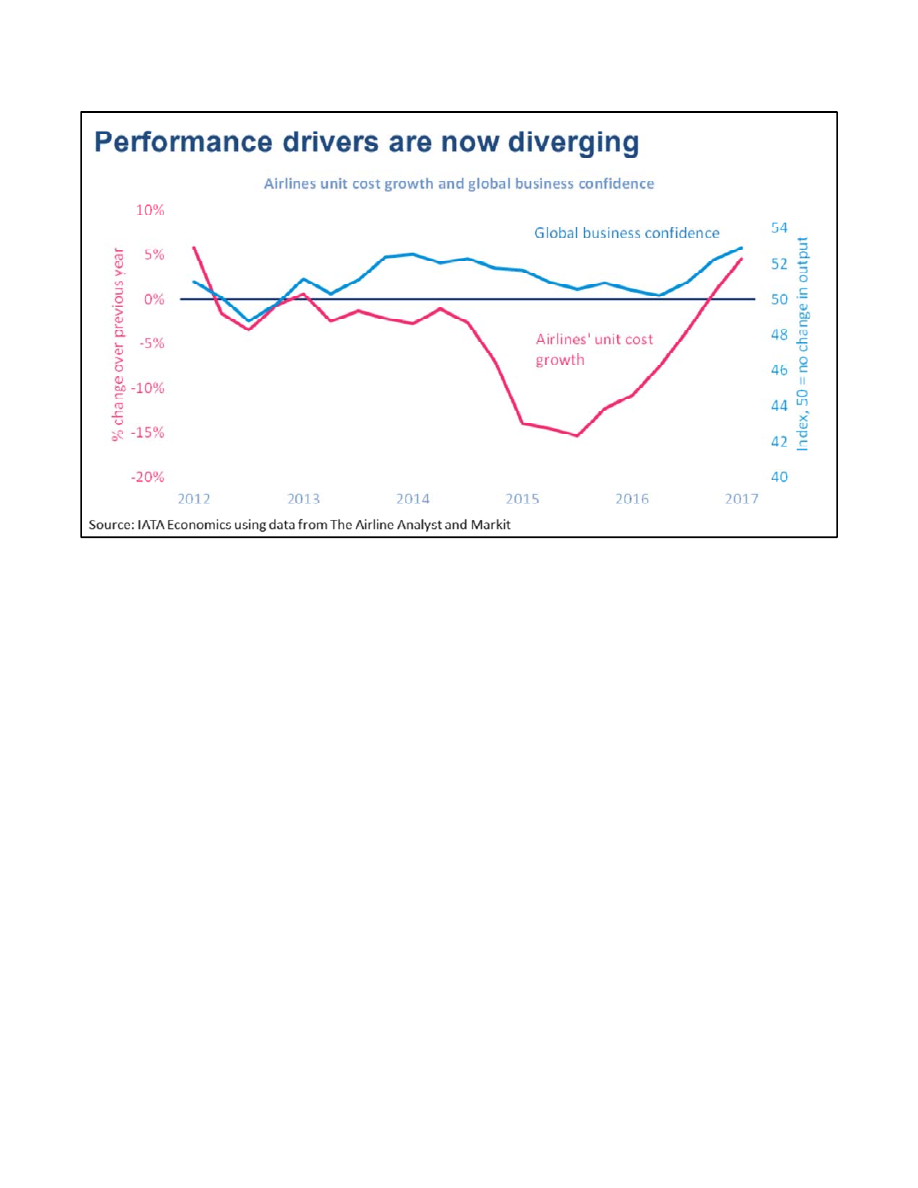 Performance drivers are now diverging
Airlines unit cost growth and global business confidence
10%
5%
0%
-5%
-10%
-15%
-20%
% change over previous year
Global business confidence
Airlines' unit cost
growth
54
52
50
48
46
44
42
40
Index, 50 = no change in output
2012 2013 2014 2015 2016 2017
Source: IATA Economics using data from The Airline Analyst and Markit